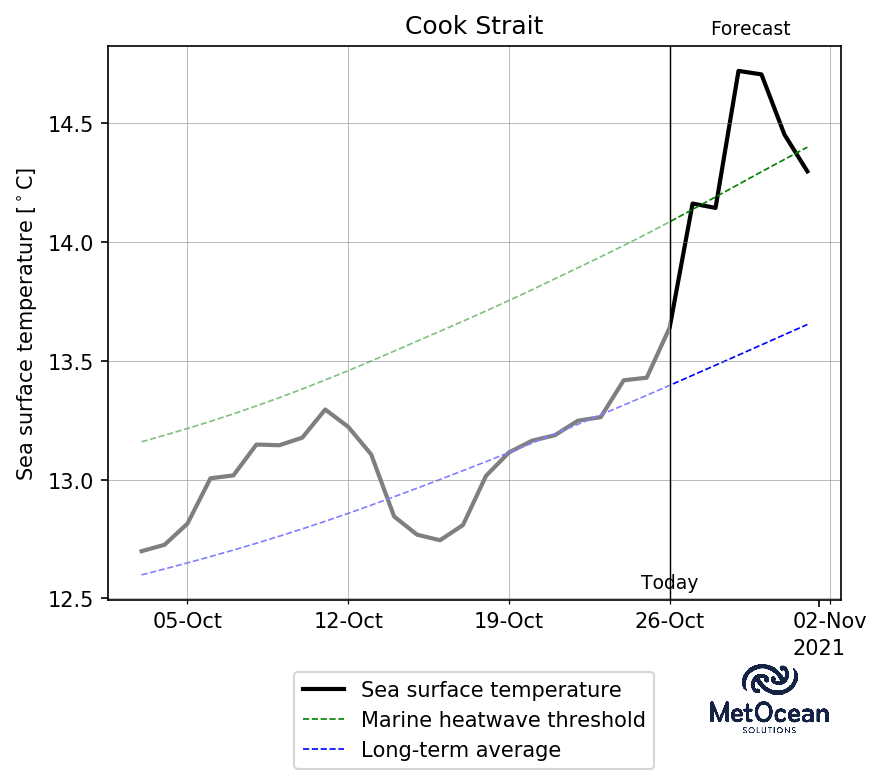 Cook Strait
Forecast
Sea surface temperature [°C]
14.5
14.0
13.5
13.0
12.5
Today
05-Oct
12-Oct
19-Oct
26-Oct
02-Nov
2021
Sea surface temperature
Marine heatwave threshold
Long-term average
MetOcean
SOLUTIONS